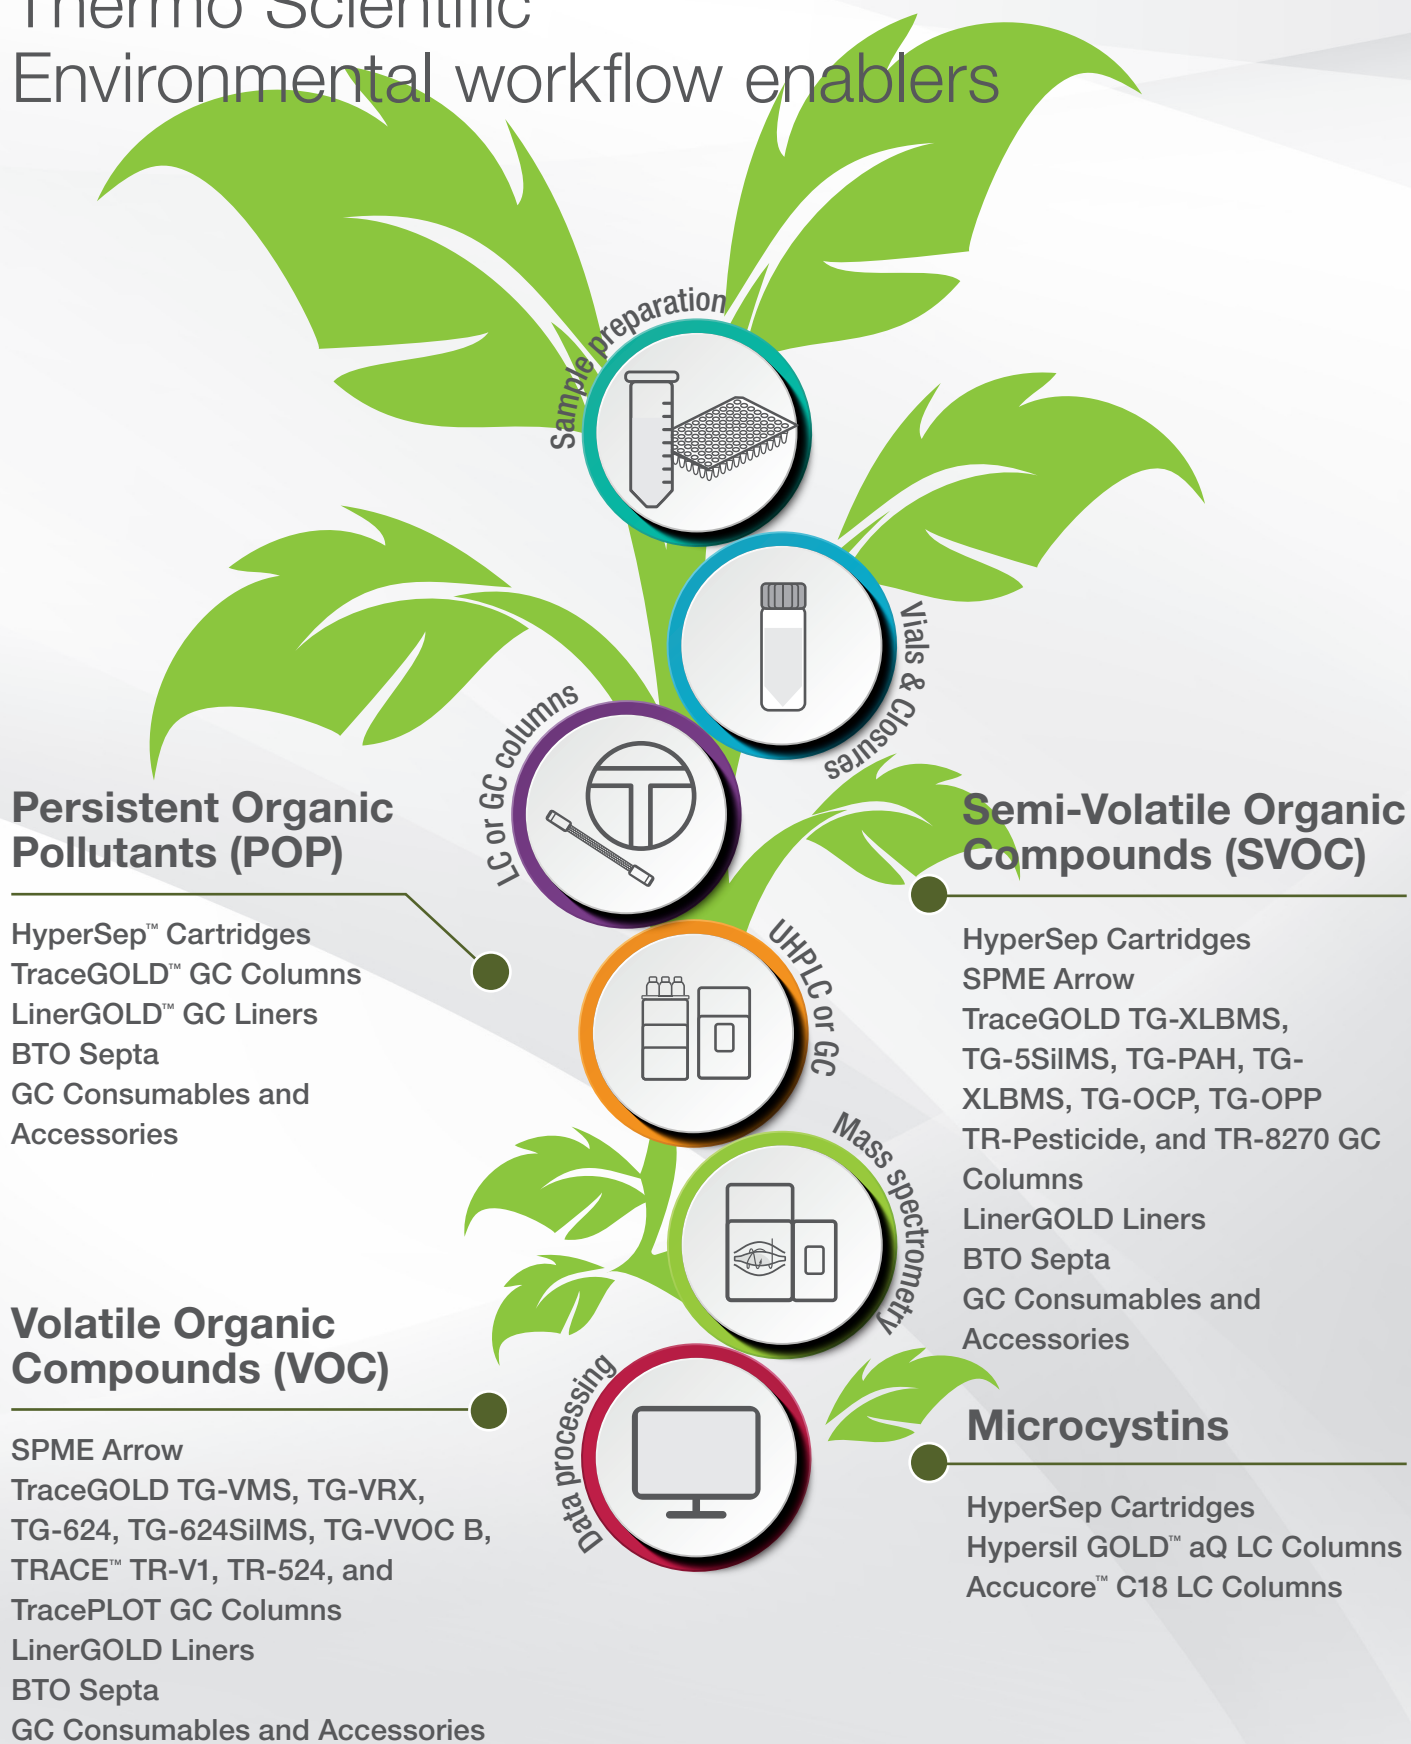 Thermo Scientific
Environmental workflow enablers
Sample preparation
Vials & Closures
LC or GC columns
UHPLC or GC
Mass spectrometry
Data processing
Persistent Organic
Pollutants (POP)
HyperSep™ Cartridges
TraceGOLD™ GC Columns
LinerGOLD™ GC Liners
BTO Septa
GC Consumables and
Accessories
Volatile Organic
Compounds (VOC)
SPME Arrow
TraceGOLD TG-VMS, TG-VRX,
TG-624, TG-624SilMS, TG-VVOC B,
TRACE™ TR-V1, TR-524, and
TracePLOT GC Columns
LinerGOLD Liners
BTO Septa
GC Consumables and Accessories
Semi-Volatile Organic
Compounds (SVOC)
HyperSep Cartridges
SPME Arrow
TraceGOLD TG-XLBMS,
TG-5SilMS, TG-PAH, TG-
XLBMS, TG-OCP, TG-OPP
TR-Pesticide, and TR-8270 GC
Columns
LinerGOLD Liners
BTO Septa
GC Consumables and
Accessories
Microcystins
HyperSep Cartridges
Hypersil GOLD™ aQ LC Columns
Accucore™ C18 LC Columns